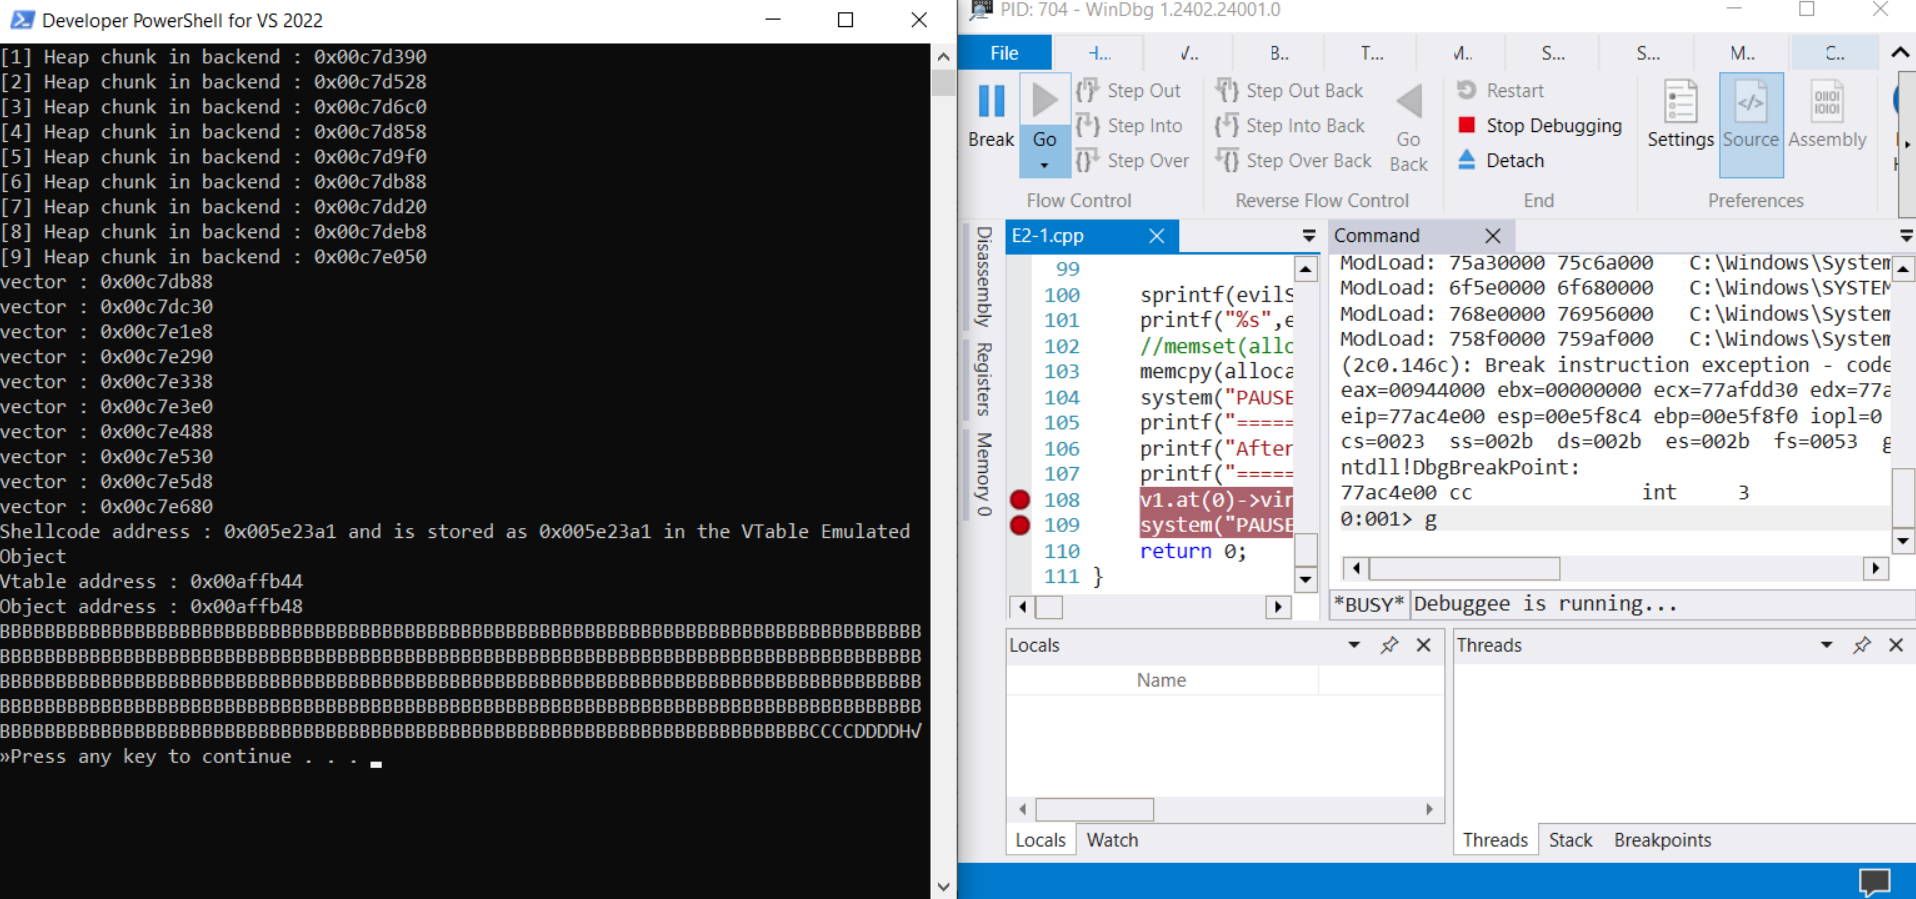 Developer PowerShell for VS 2022
[1] Heap chunk in backend : 0x00c7d390
[2] Heap chunk in backend : 0x00c7d528
[3] Heap chunk in backend : 0x00c7d6c0
[4] Heap chunk in backend : 0x00c7d858
[5] Heap chunk in backend : 0x00c7d9f0
[6] Heap chunk in backend : 0x00c7db88
[7] Heap chunk in backend : 0x00c7dd20
[8] Heap chunk in backend : 0x00c7deb8
[9] Heap chunk in backend : 0x00c7e050
vector : 0x00c7db88
vector : 0x00c7dc30
vector : 0x00c7e1e8
vector : 0x00c7e290
vector : 0x00c7e338
vector : 0x00c7e3e0
vector : 0x00c7e488
vector : 0x00c7e530
vector : 0x00c7e5d8
vector : 0x00c7e680
Shellcode address : 0x005e23a1 and is stored as 0x005e23a1 in the VTable Emulated
Object
Vtable address : 0x00affb44
Object address : 0x00affb48
BBBBBBBBBBBBBBBBBBBBBBBBBBBBBBBBBBBBBBBBBBBBBBBBBBBBBBBBBBBBBBBBBBBBBBBBBBBBBBBBBB
BBBBBBBBBBBBBBBBBBBBBBBBBBBBBBBBBBBBBBBBBBBBBBBBBBBBBBBBBBBBBBBBBBBBBBBBBBBBBBBBBB
BBBBBBBBBBBBBBBBBBBBBBBBBBBBBBBBBBBBBBBBBBBBBBBBBBBBBBBBBBBBBBBBBBBBBBBBBBBBBBBBBB
BBBBBBBBBBBBBBBBBBBBBBBBBBBBBBBBBBBBBBBBBBBBBBBBBBBBBBBBBBBBBBBBBBBBBBBBBBBBBBBBBB
BBBBBBBBBBBBBBBBBBBBBBBBBBBBBBBBBBBBBBBBBBBBBBBBBBBBBBBBBBBBBBBBBBBBBBBBCCCCDDDDH√
»Press any key to continue . . .
PID: 704 - WinDbg 1.2402.24001.0
File H... V.. B.. T... M.. S... S... M... C..
Break
Go
Step Out
Step Into
Step Over
Flow Control
Step Out Back
Step Into Back
Step Over Back
Go
Back
Reverse Flow Control
Restart
Stop Debugging
Detach
End
Settings
Source
Assembly
Preferences
Disassembly
Registers
Memory 0
E2-1.cpp
99
100 sprintf(evilS
101 printf("%s",e
102 //memset(allo
103 memcpy(alloca
104 system("PAUSE
105 printf("=====
106 printf("After
107 printf("=====
108 v1.at(0)->vir
109 system("PAUSE
110 return 0;
111 }
Command
ModLoad: 75a30000 75c6a000 C:\Windows\System
ModLoad: 6f5e0000 6f680000 C:\Windows\SYSTEM
ModLoad: 768e0000 76956000 C:\Windows\System
ModLoad: 758f0000 759af000 C:\Windows\System
(2c0.146c): Break instruction exception - code
eax=00944000 ebx=00000000 ecx=77afdd30 edx=77a
eip=77ac4e00 esp=00e5f8c4 ebp=00e5f8f0 iopl=0
cs=0023 ss=002b ds=002b es=002b fs=0053 g
ntdll!DbgBreakPoint:
77ac4e00 cc int 3
0:001> g
*BUSY* Debuggee is running...
Locals
Name
Locals Watch
Threads
Threads Stack Breakpoints